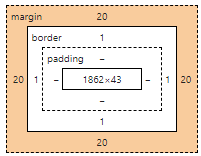 margin 20
border 1
padding –
20 1 – 1862×43 – 1 20
–
1
20